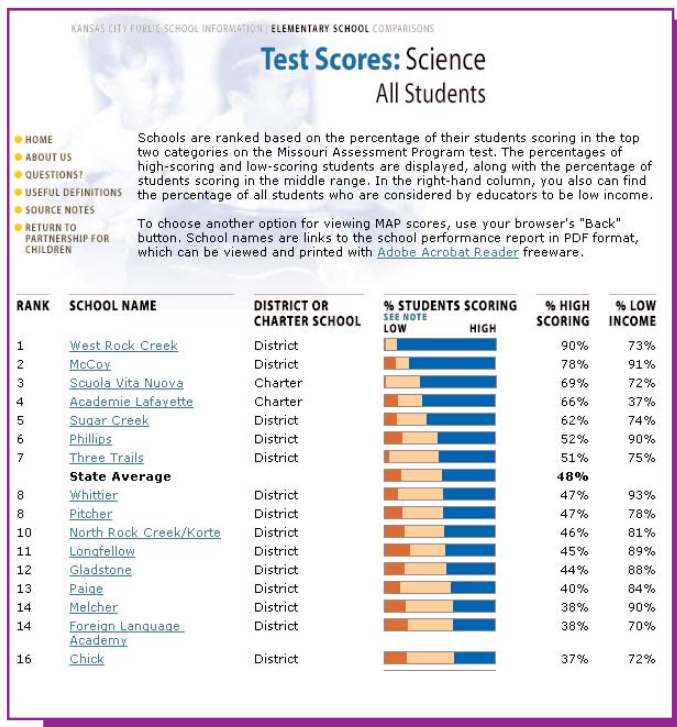 KANSAS CITY PUBLIC SCHOOL INFORMATION | ELEMENTARY SCHOOL COMPARISONS
Test Scores: Science
All Students
HOME
ABOUT US
QUESTIONS?
USEFUL DEFINITIONS
SOURCE NOTES
RETURN TO
PARTNERSHIP FOR
CHILDREN
Schools are ranked based on the percentage of their students scoring in the top
two categories on the Missouri Assessment Program test. The percentages of
high-scoring and low-scoring students are displayed, along with the percentage of
students scoring in the middle range. In the right-hand column, you also can find
the percentage of all students who are considered by educators to be low income.
To choose another option for viewing MAP scores, use your browser's "Back"
button. School names are links to the school performance report in PDF format,
which can be viewed and printed with Adobe Acrobat Reader freeware.
RANK SCHOOL NAME DISTRICT OR CHARTER SCHOOL % STUDENTS SCORING SEE NOTE LOW HIGH % HIGH SCORING % LOW INCOME
1 West Rock Creek District 90% 73%
2 McCoy District 78% 91%
3 Scuola Vita Nuova Charter 69% 72%
4 Academie Lafayette Charter 66% 37%
5 Sugar Creek District 62% 74%
6 Phillips District 52% 90%
7 Three Trails District 51% 75%
State Average 48%
8 Whittier District 47% 93%
8 Pitcher District 47% 78%
10 North Rock Creek/Korte District 46% 81%
11 Longfellow District 45% 89%
12 Gladstone District 44% 88%
13 Paige District 40% 84%
14 Melcher District 38% 90%
14 Foreign Language District 38% 70%
Academy
16 Chick District 37% 72%